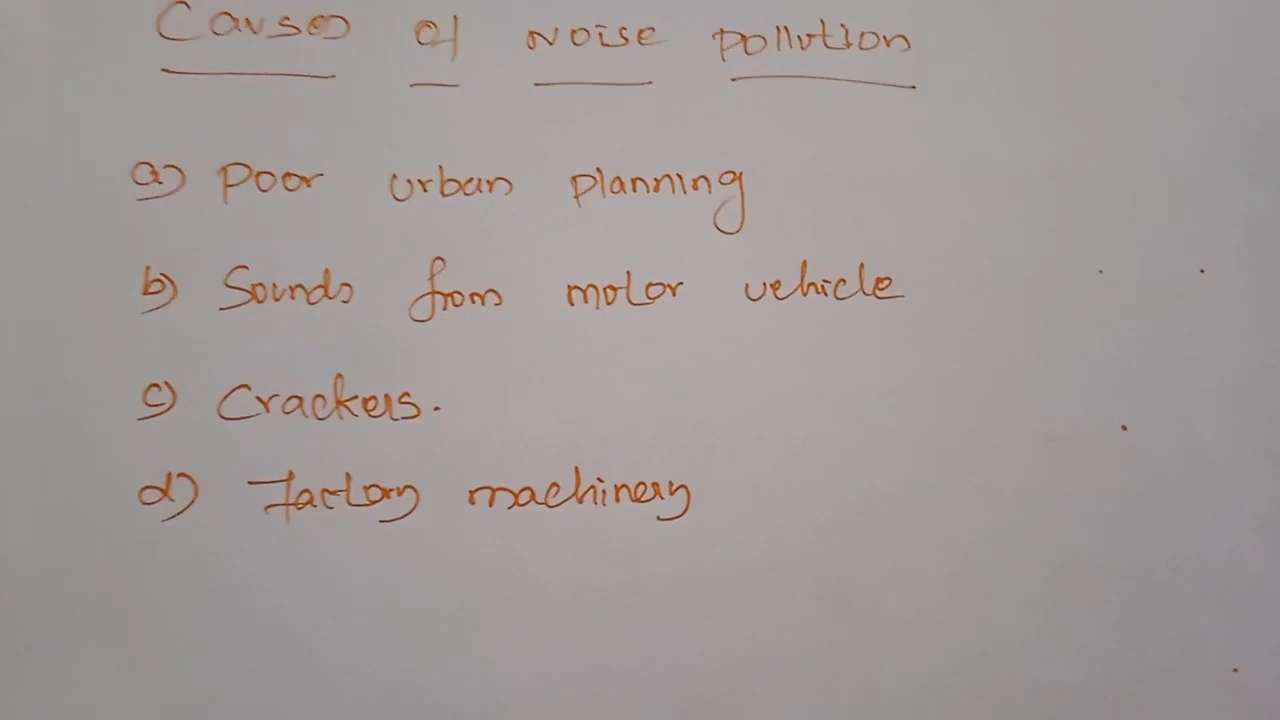 Causes of Noise pollution
a) Poor urban planning
b) Sounds from motor vehicle
c) Crackers.
d) Factory machinery